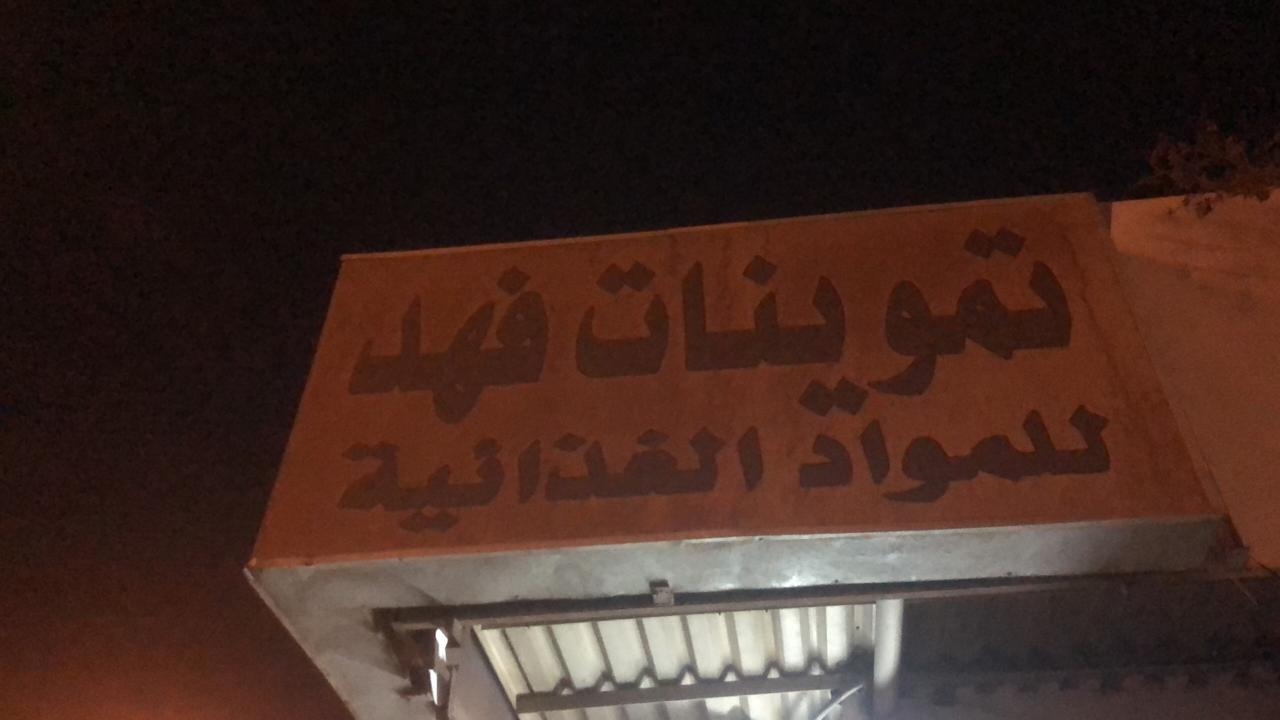 تموينات فهد
للمواد الغذائية